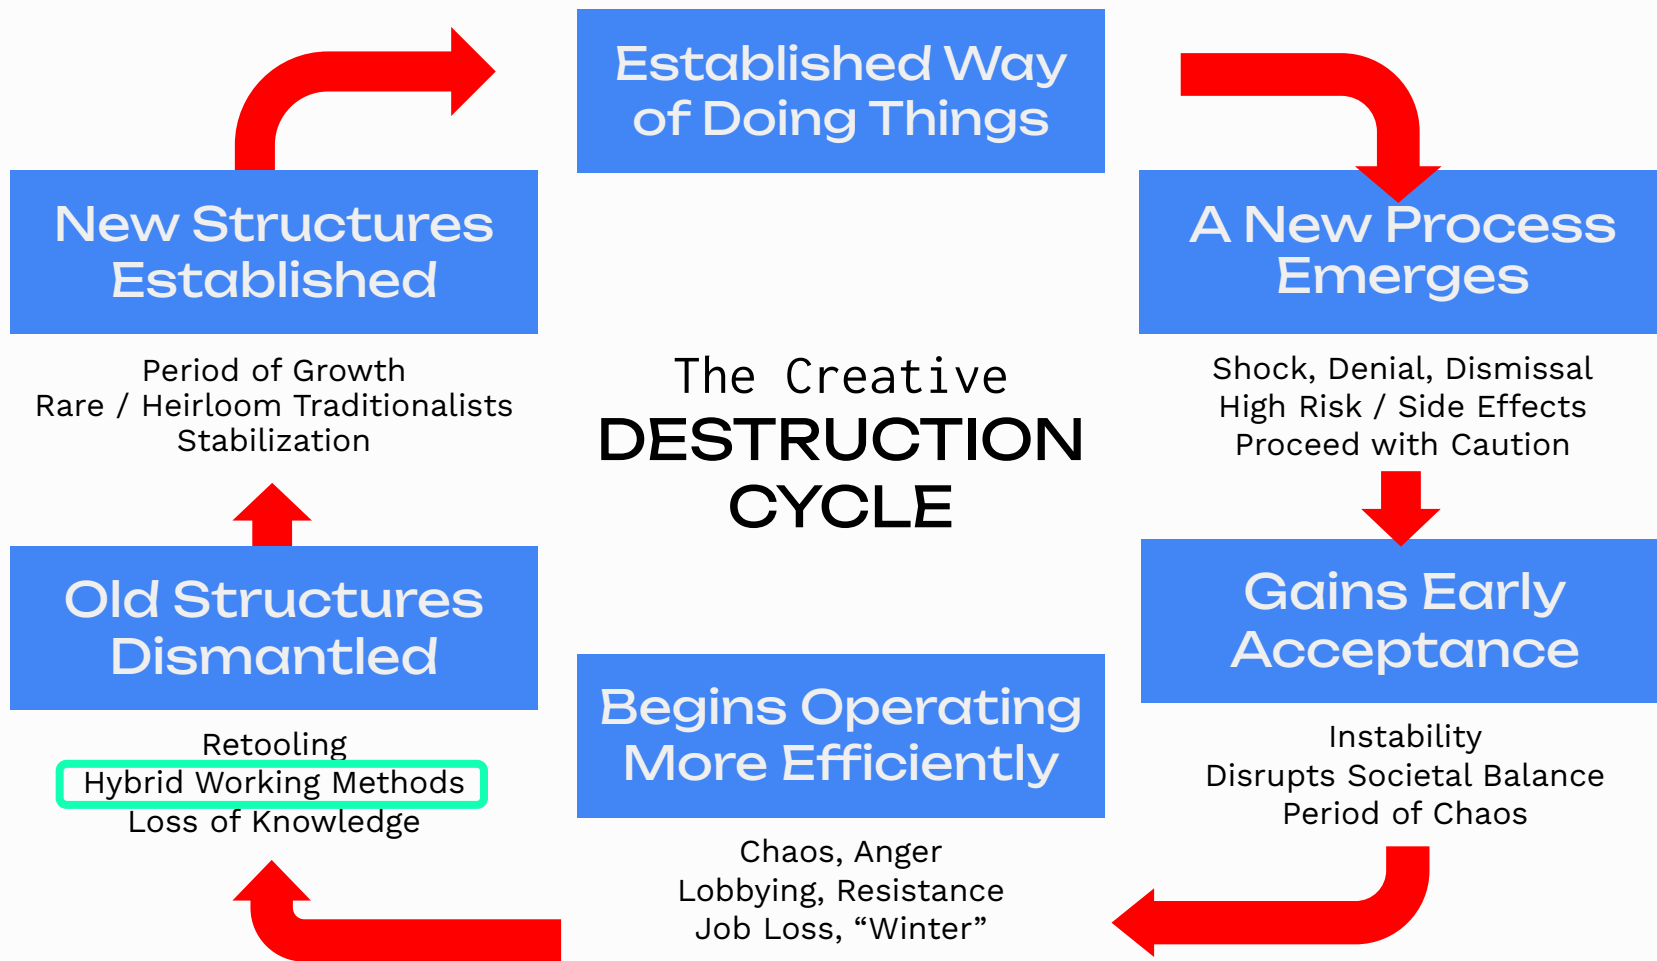 Established Way
of Doing Things
A New Process
Emerges
Shock, Denial, Dismissal
High Risk / Side Effects
Proceed with Caution
Gains Early
Acceptance
Instability
Disrupts Societal Balance
Period of Chaos
Begins Operating
More Efficiently
Chaos, Anger
Lobbying, Resistance
Job Loss, “Winter”
Old Structures
Dismantled
Retooling
Hybrid Working Methods
Loss of Knowledge
New Structures
Established
Period of Growth
Rare / Heirloom Traditionalists
Stabilization
The Creative
DESTRUCTION
CYCLE